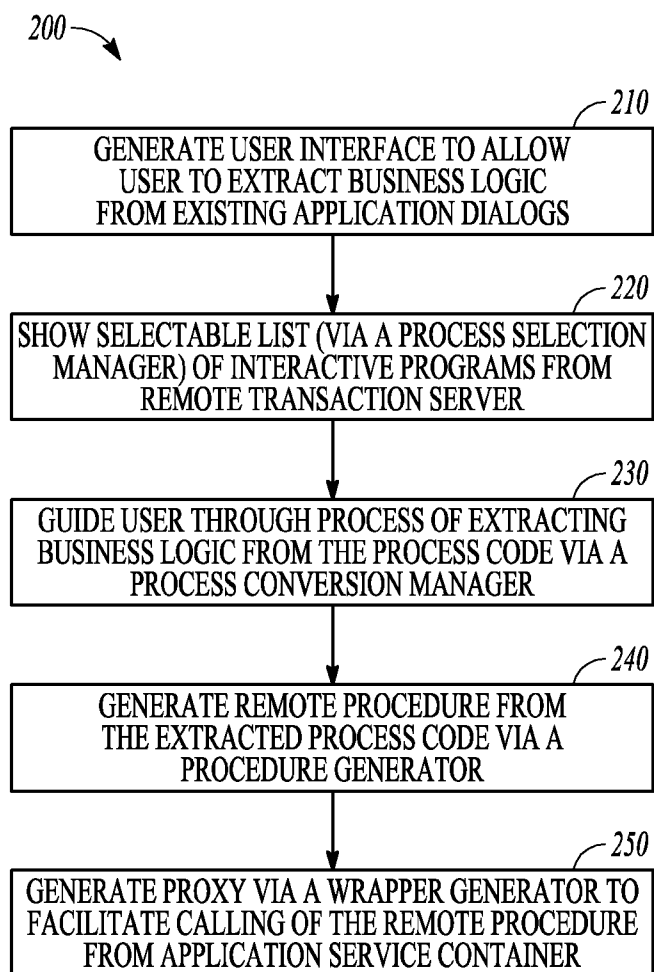 200
210
GENERATE USER INTERFACE TO ALLOW
USER TO EXTRACT BUSINESS LOGIC
FROM EXISTING APPLICATION DIALOGS
220
SHOW SELECTABLE LIST (VIA A PROCESS SELECTION
MANAGER) OF INTERACTIVE PROGRAMS FROM
REMOTE TRANSACTION SERVER
230
GUIDE USER THROUGH PROCESS OF EXTRACTING
BUSINESS LOGIC FROM THE PROCESS CODE VIA A
PROCESS CONVERSION MANAGER
240
GENERATE REMOTE PROCEDURE FROM
THE EXTRACTED PROCESS CODE VIA A
PROCEDURE GENERATOR
250
GENERATE PROXY VIA A WRAPPER GENERATOR TO
FACILITATE CALLING OF THE REMOTE PROCEDURE
FROM APPLICATION SERVICE CONTAINER